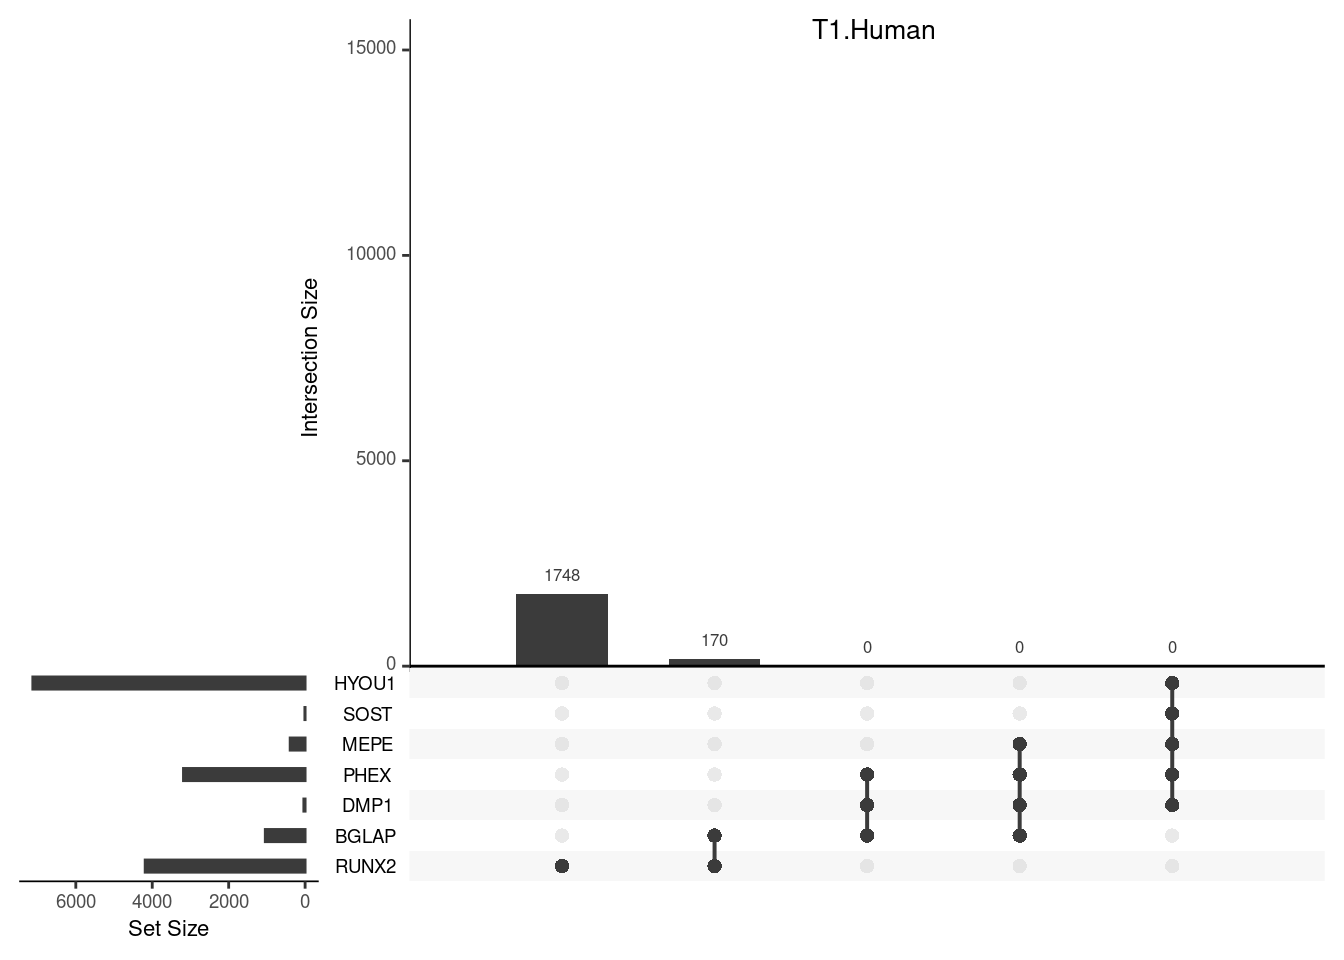 T1.Human
15000
10000
5000
0
Intersection Size
1748
170
0
0
0
HYOU1
SOST
MEPE
PHEX
DMP1
BGLAP
RUNX2
6000 4000 2000 0
Set Size